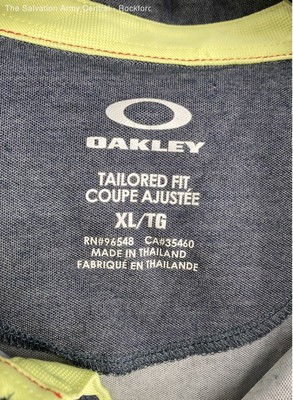 The Salvation Army Central - Rockford
OAKLEY
TAILORED FIT
COUPE AJUSTÉE
XL/TG
RN#96548 CA#35460
MADE IN THAILAND
FABRIQUÉ EN THAILANDE